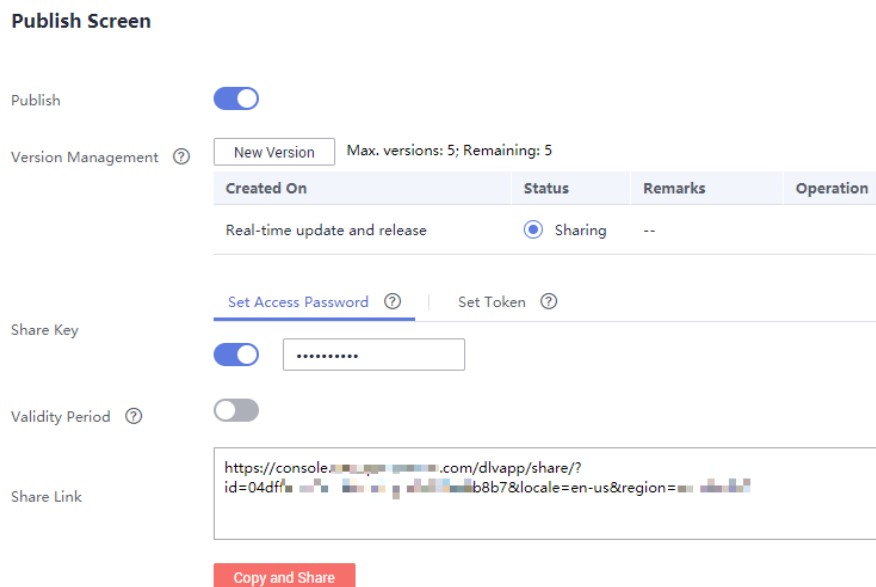 Publish Screen
Publish
Version Management ?
New Version Max. versions: 5; Remaining: 5
Created On Status Remarks Operation
Real-time update and release Sharing --
Set Access Password ? Set Token ?
Share Key
••••••••••
Validity Period ?
https://console. .com/dlvapp/share/?
id=04dff b8b7&locale=en-us&region=
Share Link
Copy and Share